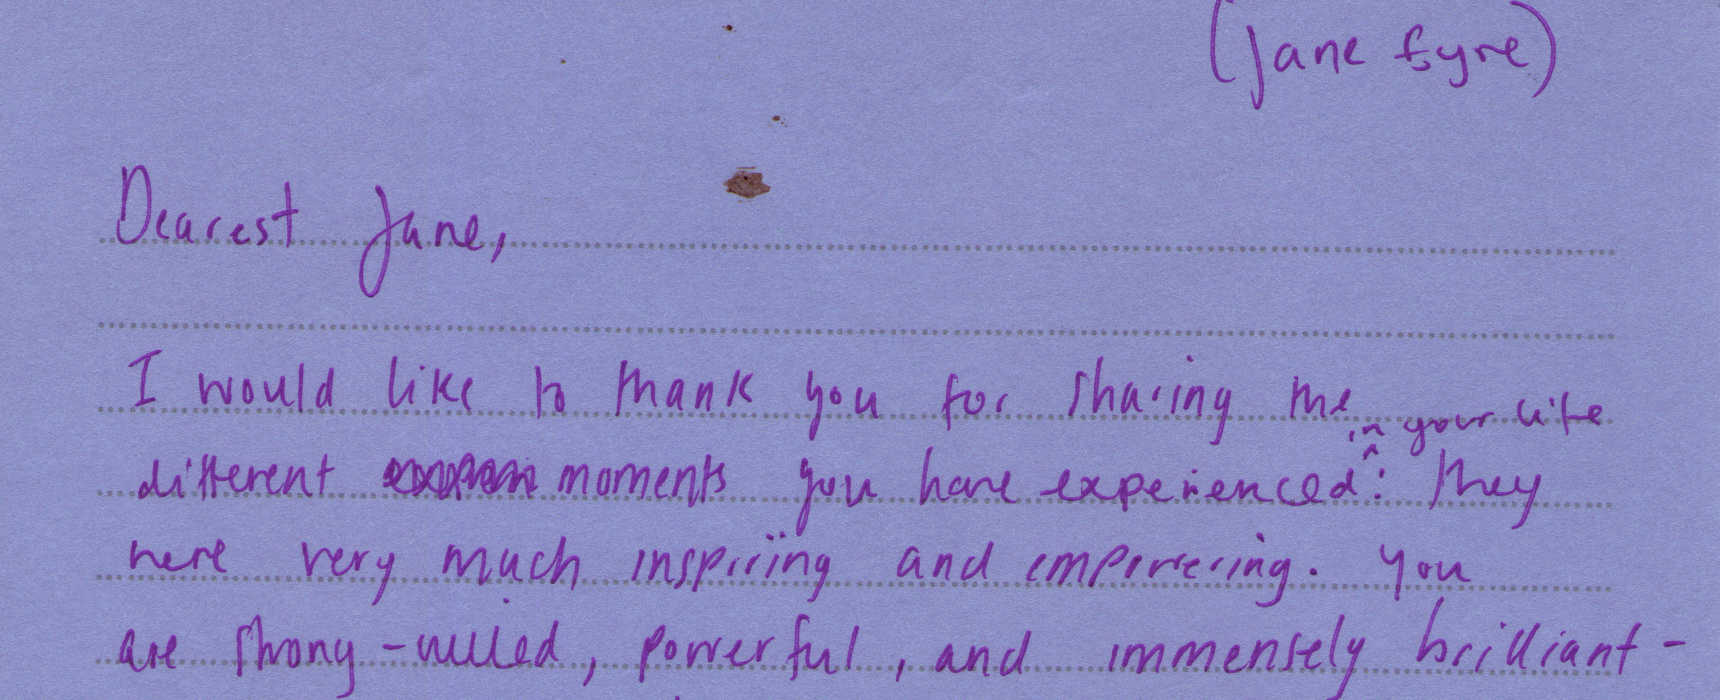 (Jane Eyre)
Dearest Jane,
I would like to thank you for sharing the
in your life
different moments you have experienced: They
were very much inspiring and empowering. You
are strong-willed, powerful, and immensely brilliant-